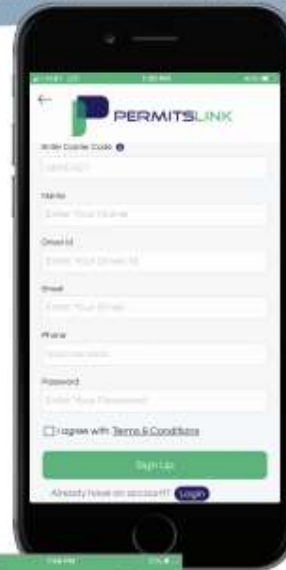 PERMITSLINK
Enter Carrier Code
Name
Enter Your Name
Driver Id
Enter Your Driver Id
Email
Enter Your Email
Phone
Password
Enter Your Password
I agree with Terms & Conditions
Sign Up
Already have an account? Login